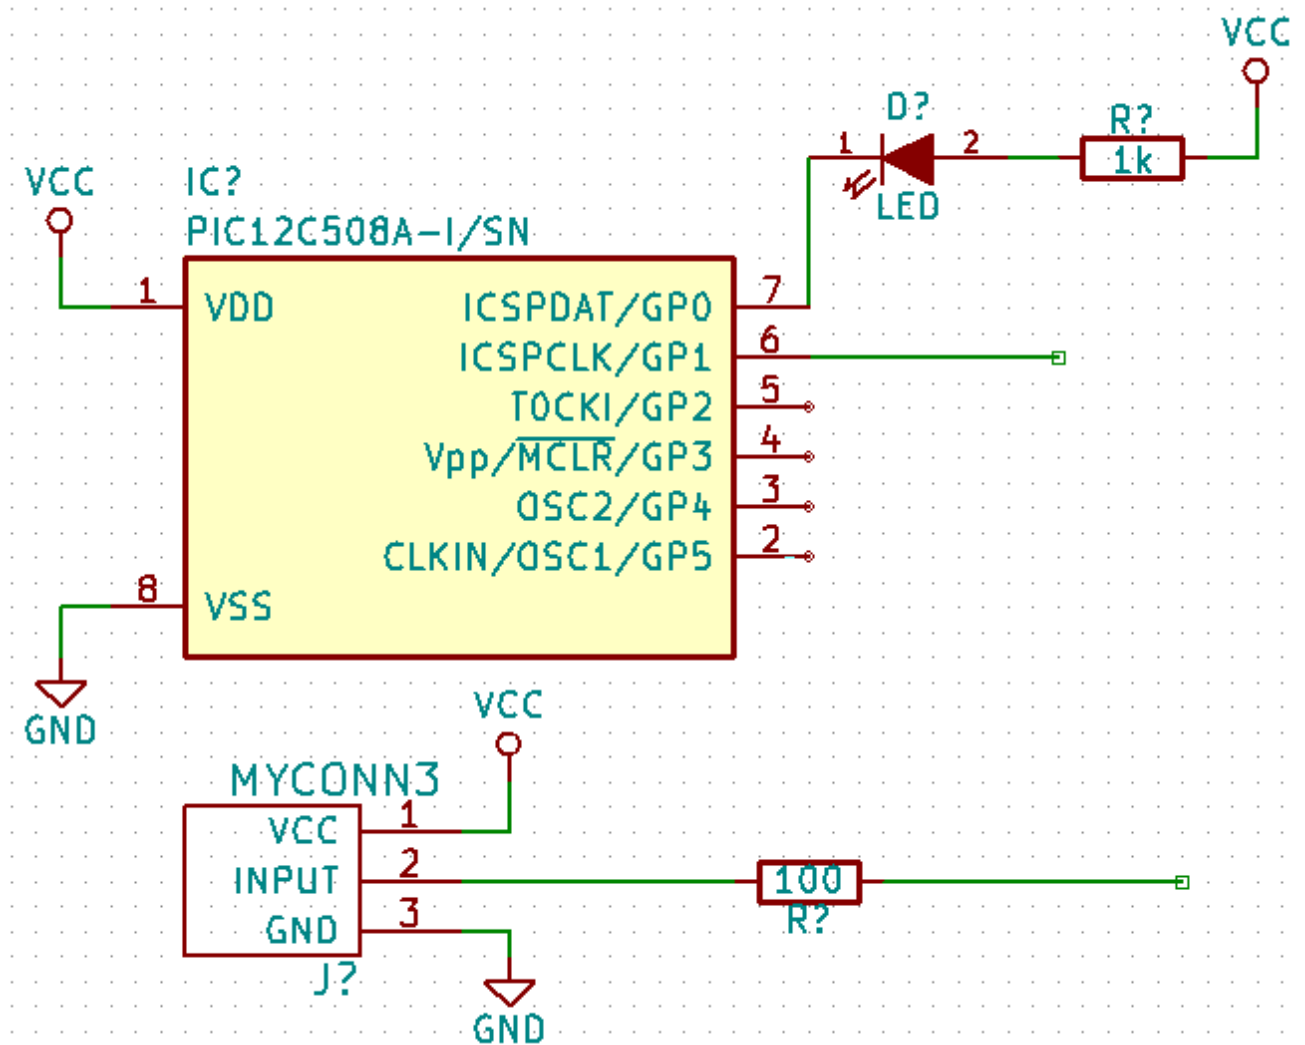 VCC
D?
R?
1 2
1k
LED
VCC
IC?
PIC12C508A-I/SN
1 VDD
ICSPDAT/GP0 7
ICSPCLK/GP1 6
T0CKI/GP2 5
Vpp/MCLR/GP3 4
OSC2/GP4 3
CLKIN/OSC1/GP5 2
8 VSS
GND
VCC
MYCONN3
VCC 1
INPUT 2
GND 3
100
R?
J?
GND